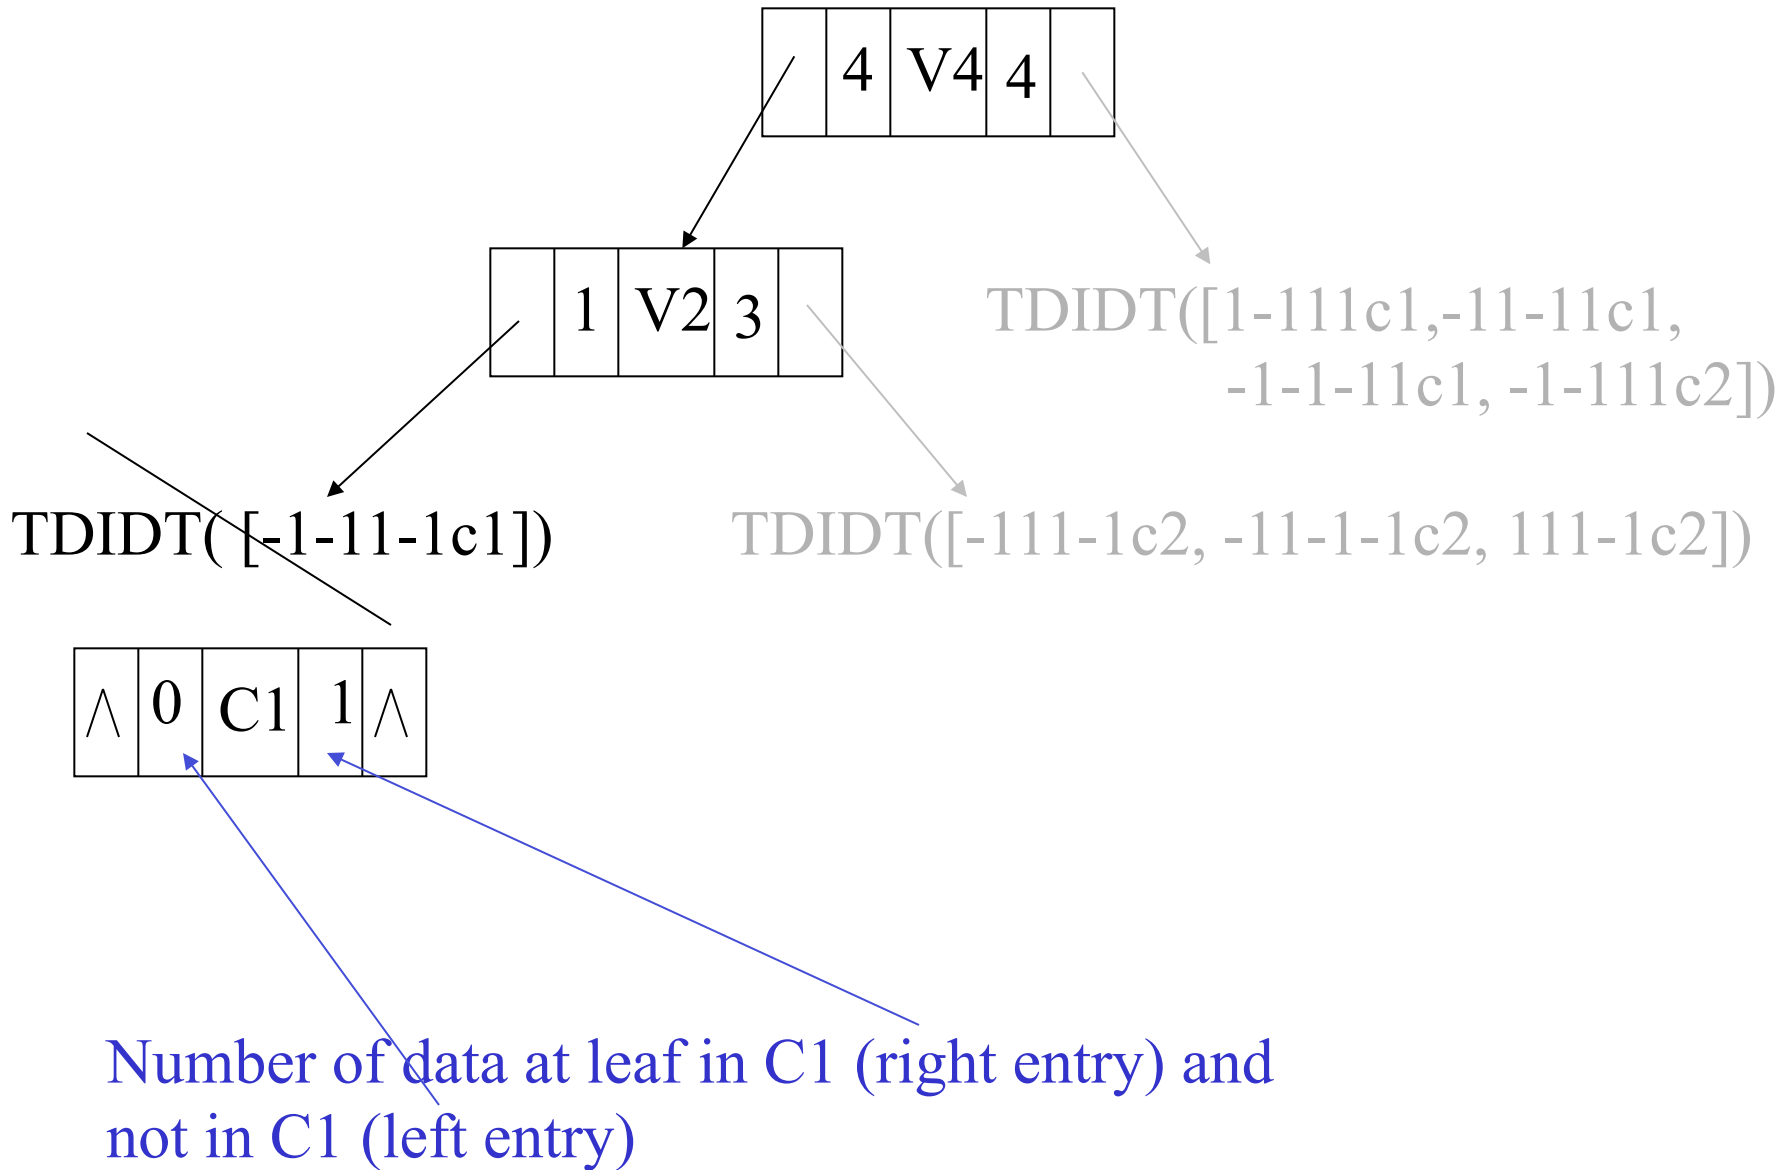 4 V4 4
1 V2 3
TDIDT([1-111c1,-11-11c1,
-1-1-11c1, -1-111c2])
TDIDT( [-1-11-1c1])
TDIDT([-111-1c2, -11-1-1c2, 111-1c2])
/\ 0 C1 1 /\
Number of data at leaf in C1 (right entry) and
not in C1 (left entry)